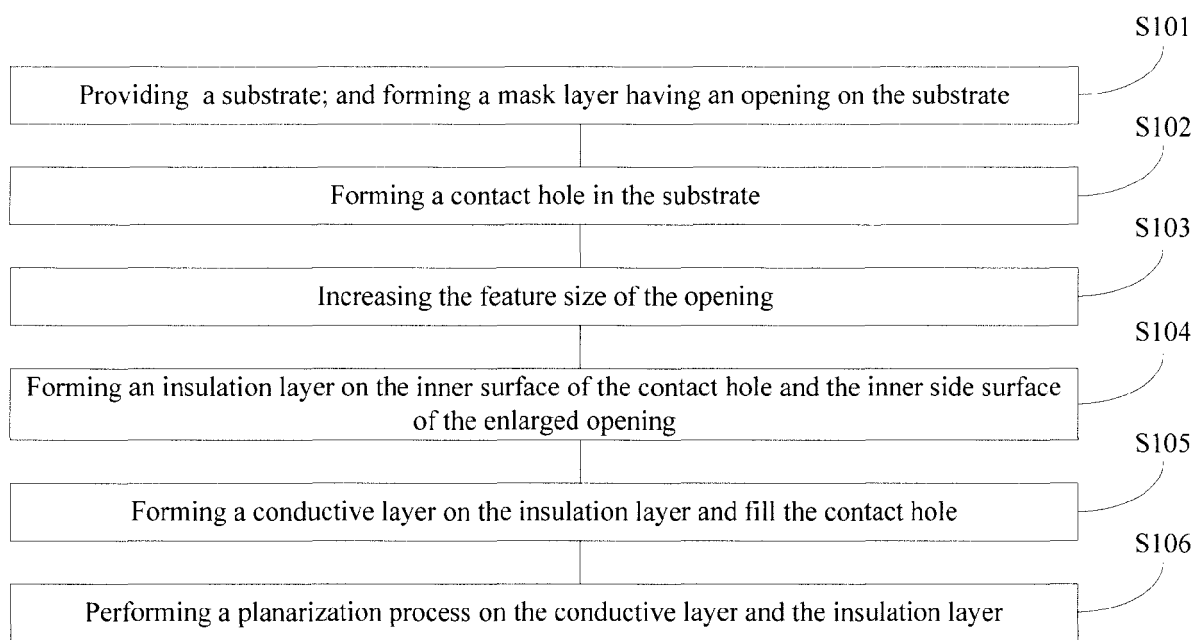 S101
Providing a substrate; and forming a mask layer having an opening on the substrate
S102
Forming a contact hole in the substrate
S103
Increasing the feature size of the opening
S104
Forming an insulation layer on the inner surface of the contact hole and the inner side surface
of the enlarged opening
S105
Forming a conductive layer on the insulation layer and fill the contact hole
S106
Performing a planarization process on the conductive layer and the insulation layer